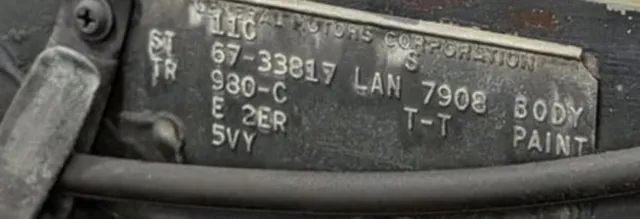 GENERAL MOTORS CORPORATION
11C S
ST 67-33817 LAN 7908 BODY
TR 980-C T-T PAINT
E 2ER
5VY